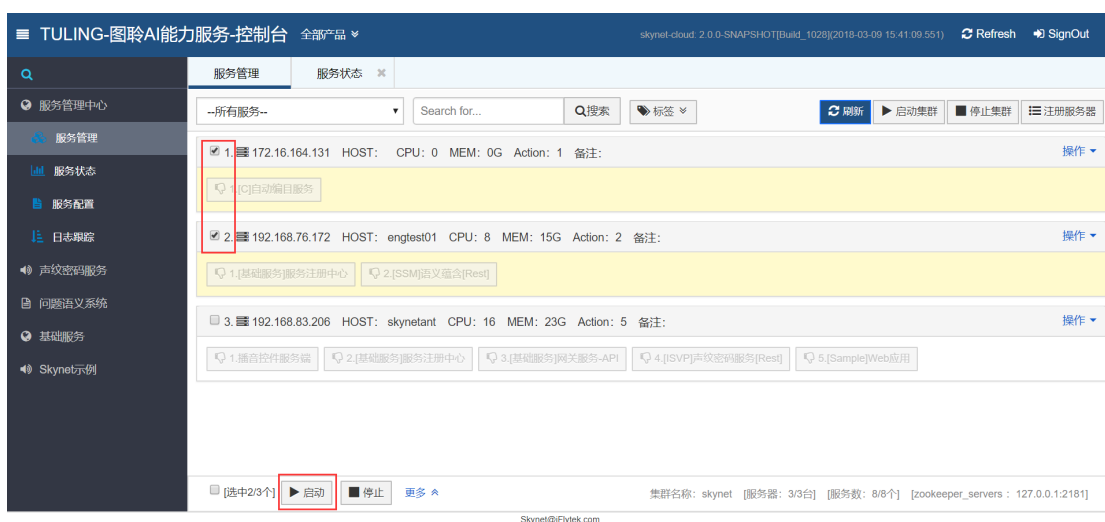 TULING-图聆AI能力服务-控制台 全部产品 skynet-cloud: 2.0.0-SNAPSHOT[Build_1028](2018-03-09 15:41:09.551) Refresh SignOut
服务管理 服务状态
服务管理中心
服务管理
服务状态
服务配置
日志跟踪
声纹密码服务
问题语义系统
基础服务
Skynet示例
--所有服务-- Search for... 搜索 标签 刷新 启动集群 停止集群 注册服务器
1. 172.16.164.131 HOST: CPU: 0 MEM: 0G Action: 1 备注: 操作
1.[C]自动编目服务
2. 192.168.76.172 HOST: engtest01 CPU: 8 MEM: 15G Action: 2 备注: 操作
1.[基础服务]服务注册中心 2.[SSM]语义蕴含[Rest]
3. 192.168.83.206 HOST: skynetant CPU: 16 MEM: 23G Action: 5 备注: 操作
1.播音控件服务端 2.[基础服务]服务注册中心 3.[基础服务]网关服务-API 4.[ISVP]声纹密码服务[Rest] 5.[Sample]Web应用
[选中2/3个] 启动 停止 更多 集群名称: skynet [服务器: 3/3台] [服务数: 8/8个] [zookeeper_servers : 127.0.0.1:2181]
Skynet@iFlytek.com